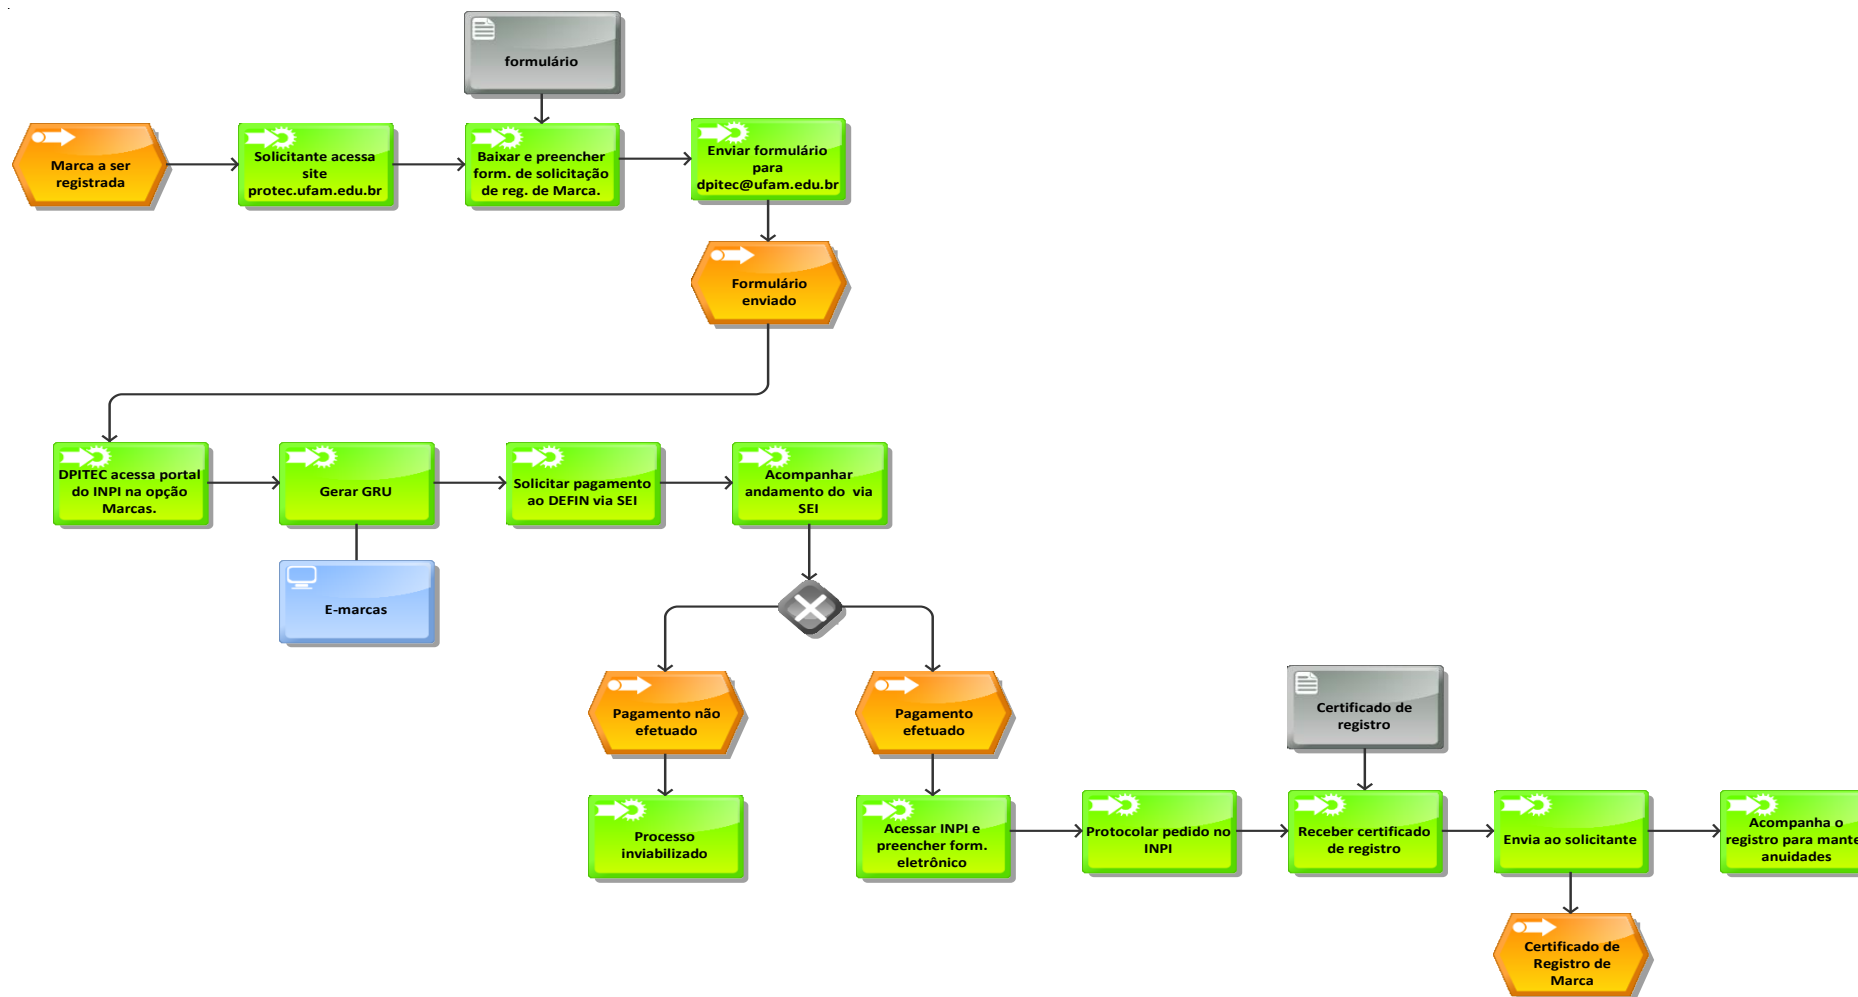 formulário
Marca a ser
registrada
Solicitante acessa
site
protec.ufam.edu.br
Baixar e preencher
form. de solicitação
de reg. de Marca.
Enviar formulário
para
dpitec@ufam.edu.br
Formulário
enviado
DPITEC acessa portal
do INPI na opção
Marcas.
Gerar GRU
Solicitar pagamento
ao DEFIN via SEI
Acompanhar
andamento do  via
SEI
E-marcas
Pagamento não
efetuado
Pagamento
efetuado
Certificado de
registro
Processo
inviabilizado
Acessar INPI e
preencher form.
eletrônico
Protocolar pedido no
INPI
Receber certificado
de registro
Envia ao solicitante
Acompanha o
registro para mante
anuidades
Certificado de
Registro de
Marca